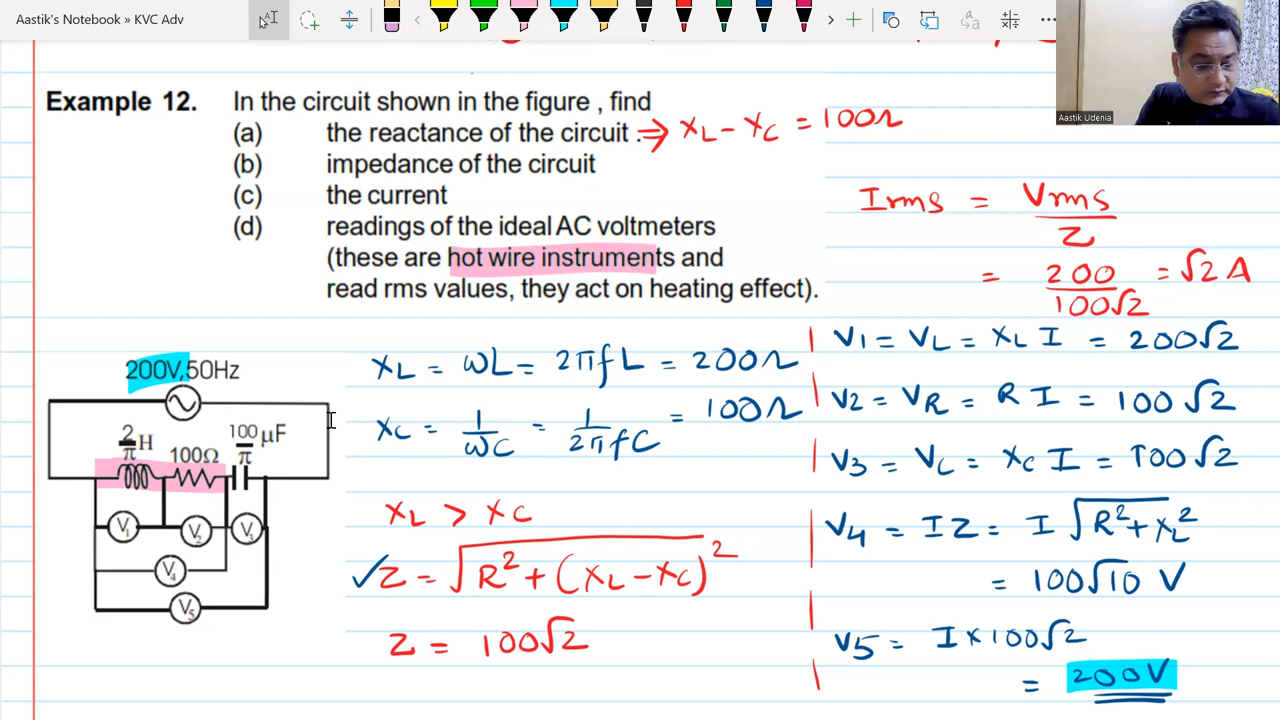 Aastik's Notebook » KVC Adv
Aastik Udenia
Example 12. In the circuit shown in the figure , find
(a) the reactance of the circuit . ⇒ XL - XC = 100Ω
(b) impedance of the circuit
(c) the current
(d) readings of the ideal AC voltmeters
(these are hot wire instruments and
read rms values, they act on heating effect).
Irms = Vrms / Z
= 200 / 100√2 = √2 A
200V,50Hz
2/π H
100Ω
100/π μF
V1
V2
V3
V4
V5
XL = ωL = 2πfL = 200Ω
XC = 1/ωC = 1/2πfC = 100Ω
XL > XC
✓Z = √R² + (XL - XC)²
Z = 100√2
V1 = VL = XL I = 200√2
V2 = VR = R I = 100√2
V3 = VC = XC I = 100√2
V4 = IZ = I√R² + XL²
= 100√10 V
V5 = I × 100√2
= 200V